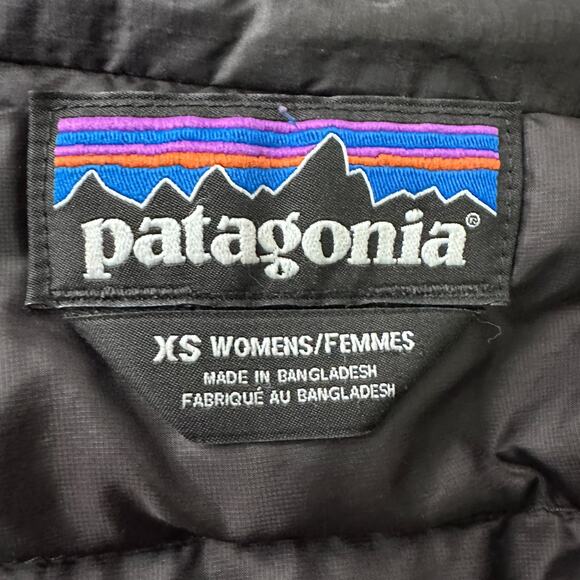 patagonia®
XS WOMENS/FEMMES
MADE IN BANGLADESH
FABRIQUÉ AU BANGLADESH